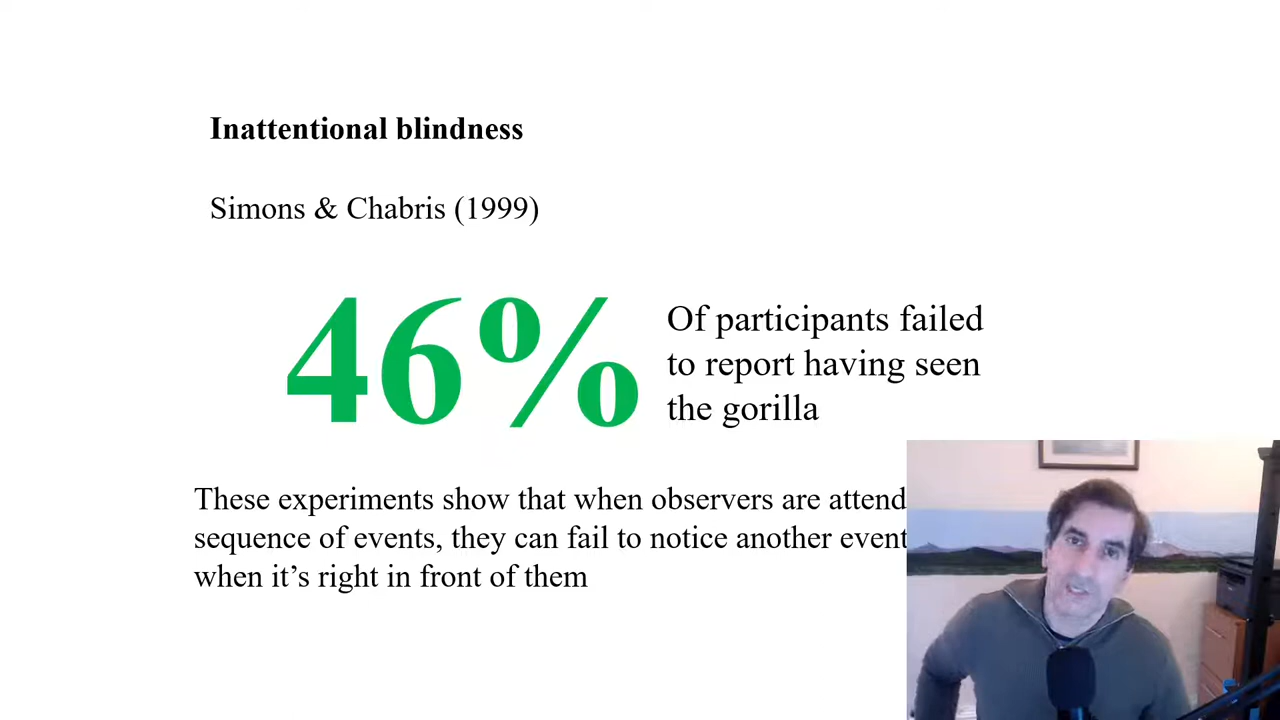 Inattentional blindness
Simons & Chabris (1999)
46%
Of participants failed
to report having seen
the gorilla
These experiments show that when observers are attend
sequence of events, they can fail to notice another event
when it’s right in front of them